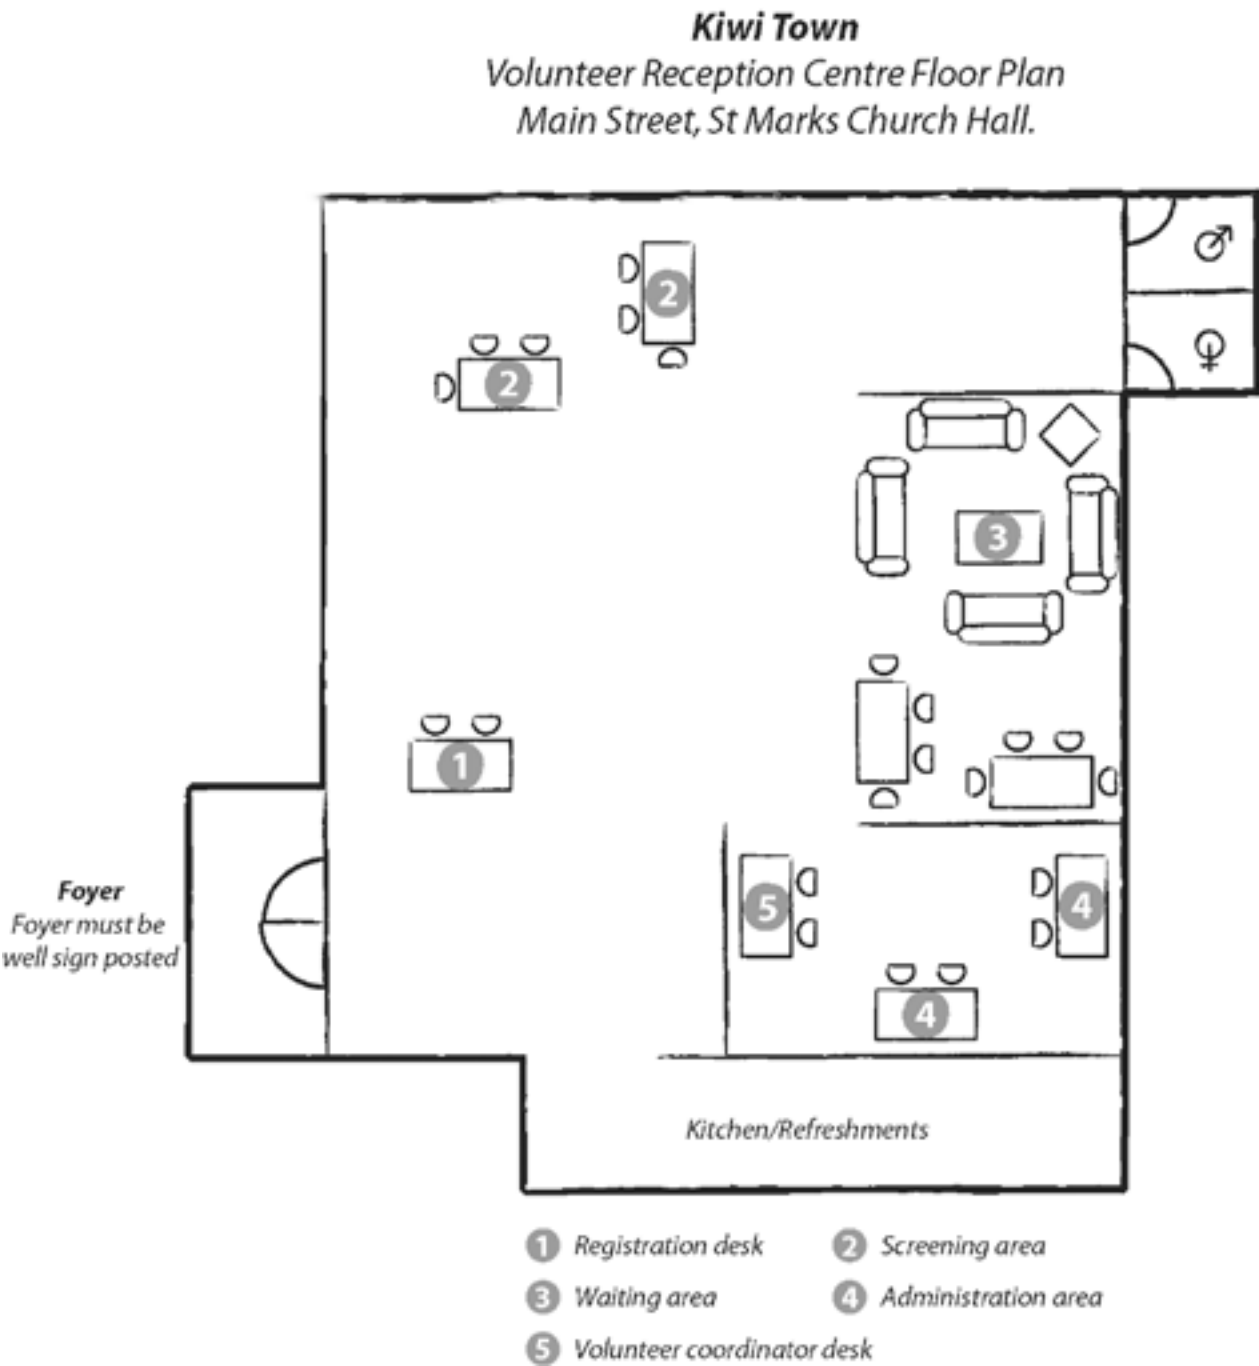 Kiwi Town
Volunteer Reception Centre Floor Plan
Main Street, St Marks Church Hall.
2
2
3
1
Foyer
Foyer must be
well sign posted
5
4
4
Kitchen/Refreshments
1 Registration desk
2 Screening area
3 Waiting area
4 Administration area
5 Volunteer coordinator desk